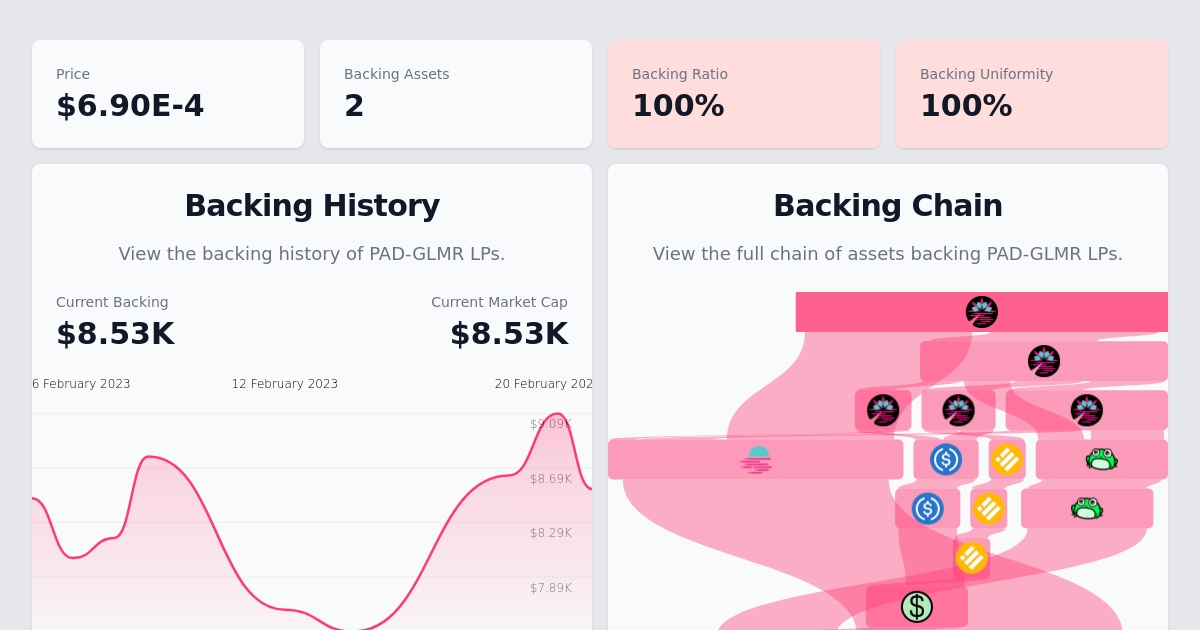 Price
$6.90E-4
Backing Assets
2
Backing Ratio
100%
Backing Uniformity
100%
Backing History
View the backing history of PAD-GLMR LPs.
Current Backing
$8.53K
Current Market Cap
$8.53K
6 February 2023
12 February 2023
20 February 202
$9.09K
$8.69K
$8.29K
$7.89K
Backing Chain
View the full chain of assets backing PAD-GLMR LPs.